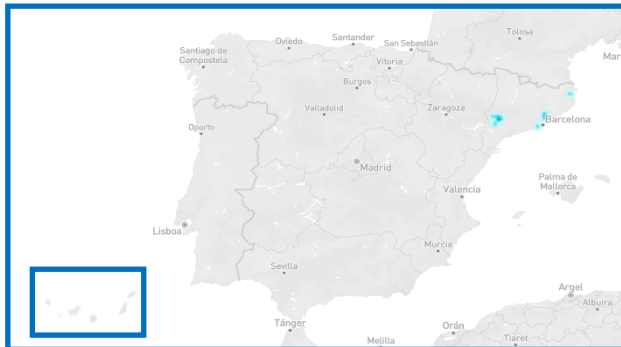 Tolosa
Oviedo
Santander
San Sebastián
Santiago de
Compostela
Mar
Vitoria
Burgos
Valladolid
Zaragoza
Barcelona
Oporto
Madrid
Palma de
Mallorca
Valencia
Lisboa
Murcia
Sevilla
Argel
Albuira
Tánger
Orán
Tiaret
Melilla